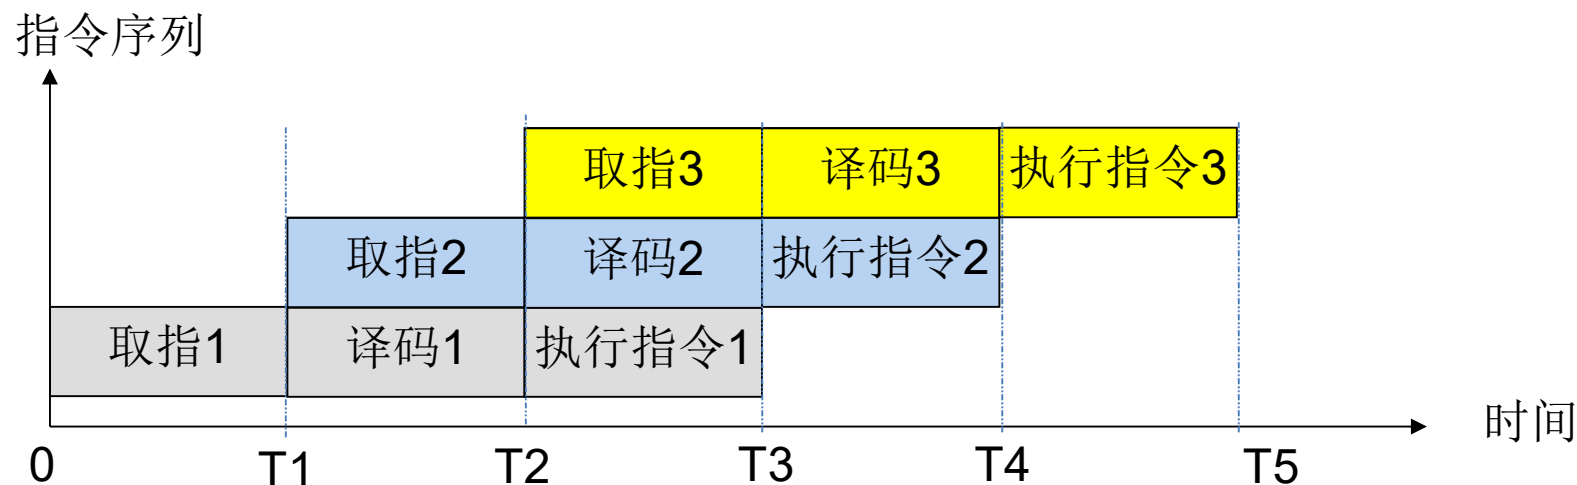 指令序列
取指3 译码3 执行指令3
取指2 译码2 执行指令2
取指1 译码1 执行指令1
时间
0 T1 T2 T3 T4 T5